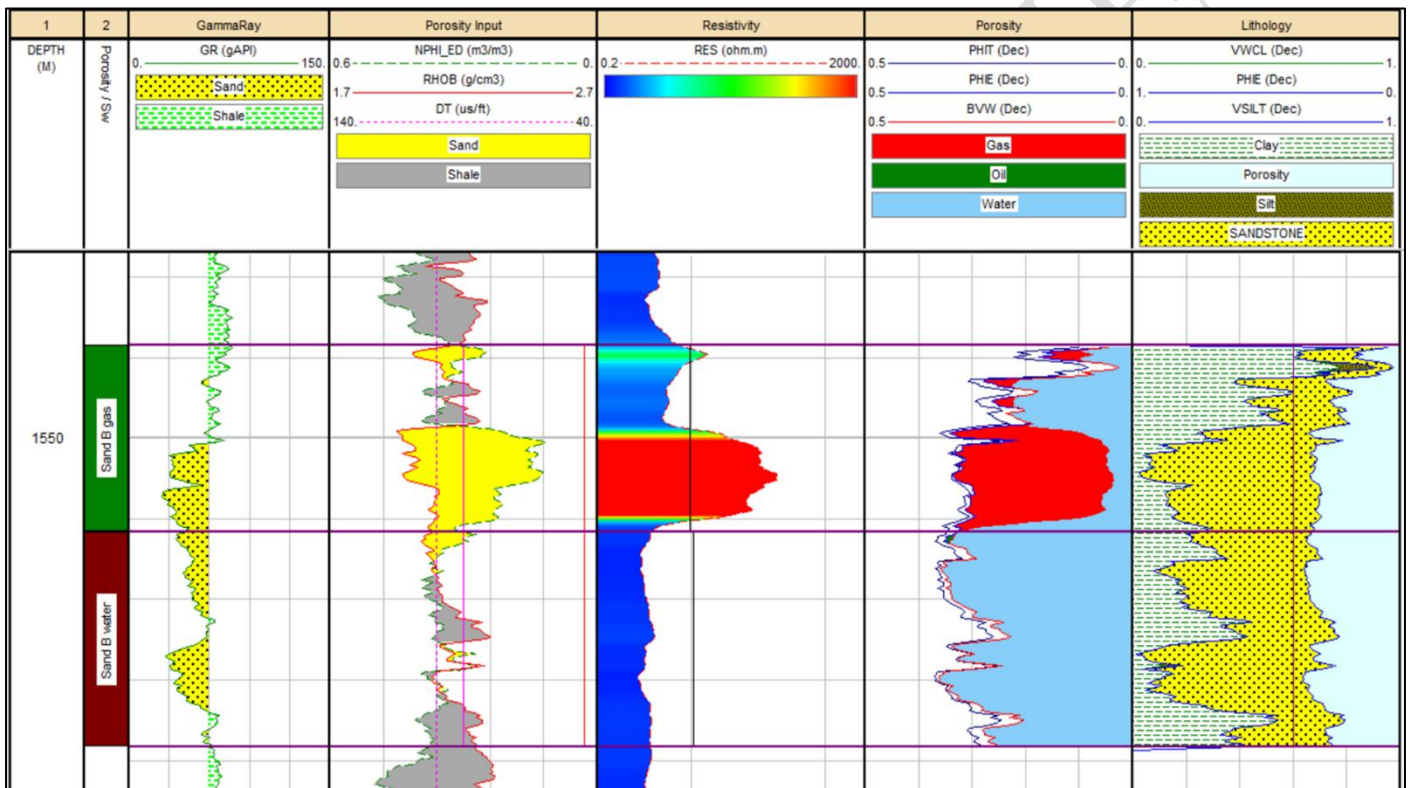 1 2 GammaRay Porosity Input Resistivity Porosity Lithology
DEPTH
(M)
Porosity / Sw
GR (gAPI)
0. 150.
Sand
Shale
NPHI_ED (m3/m3)
0.6 0.
RHOB (g/cm3)
1.7 2.7
DT (us/ft)
140. 40.
Sand
Shale
RES (ohm.m)
0.2 2000.
PHIT (Dec)
0.5 0.
PHIE (Dec)
0.5 0.
BVW (Dec)
0.5 0.
Gas
Oil
Water
VWCL (Dec)
0. 1.
PHIE (Dec)
1. 0.
VSILT (Dec)
0. 1.
Clay
Porosity
Silt
SANDSTONE
1550
Sand B gas
Sand B water